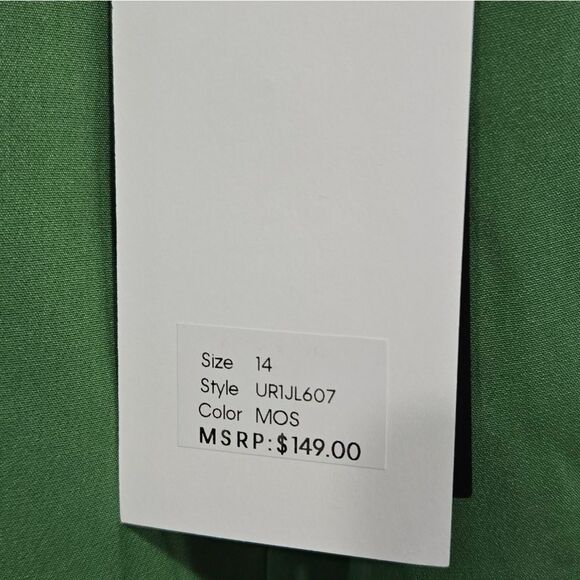 Size 14
Style UR1JL607
Color MOS
MSRP:$149.00